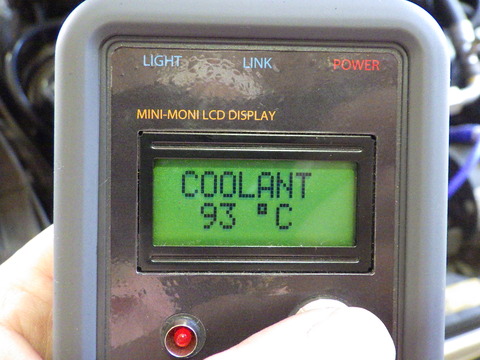 LIGHT LINK POWER
MINI-MONI LCD DISPLAY
COOLANT
93 °C